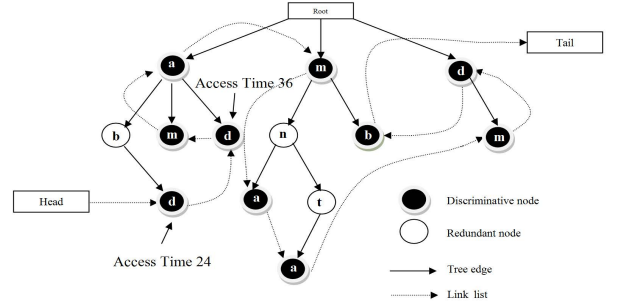 Root
Tail
a
m
d
Access Time 36
b
m
d
n
b
m
Head
d
a
t
Discriminative node
Redundant node
a
Access Time 24
Tree edge
Link list